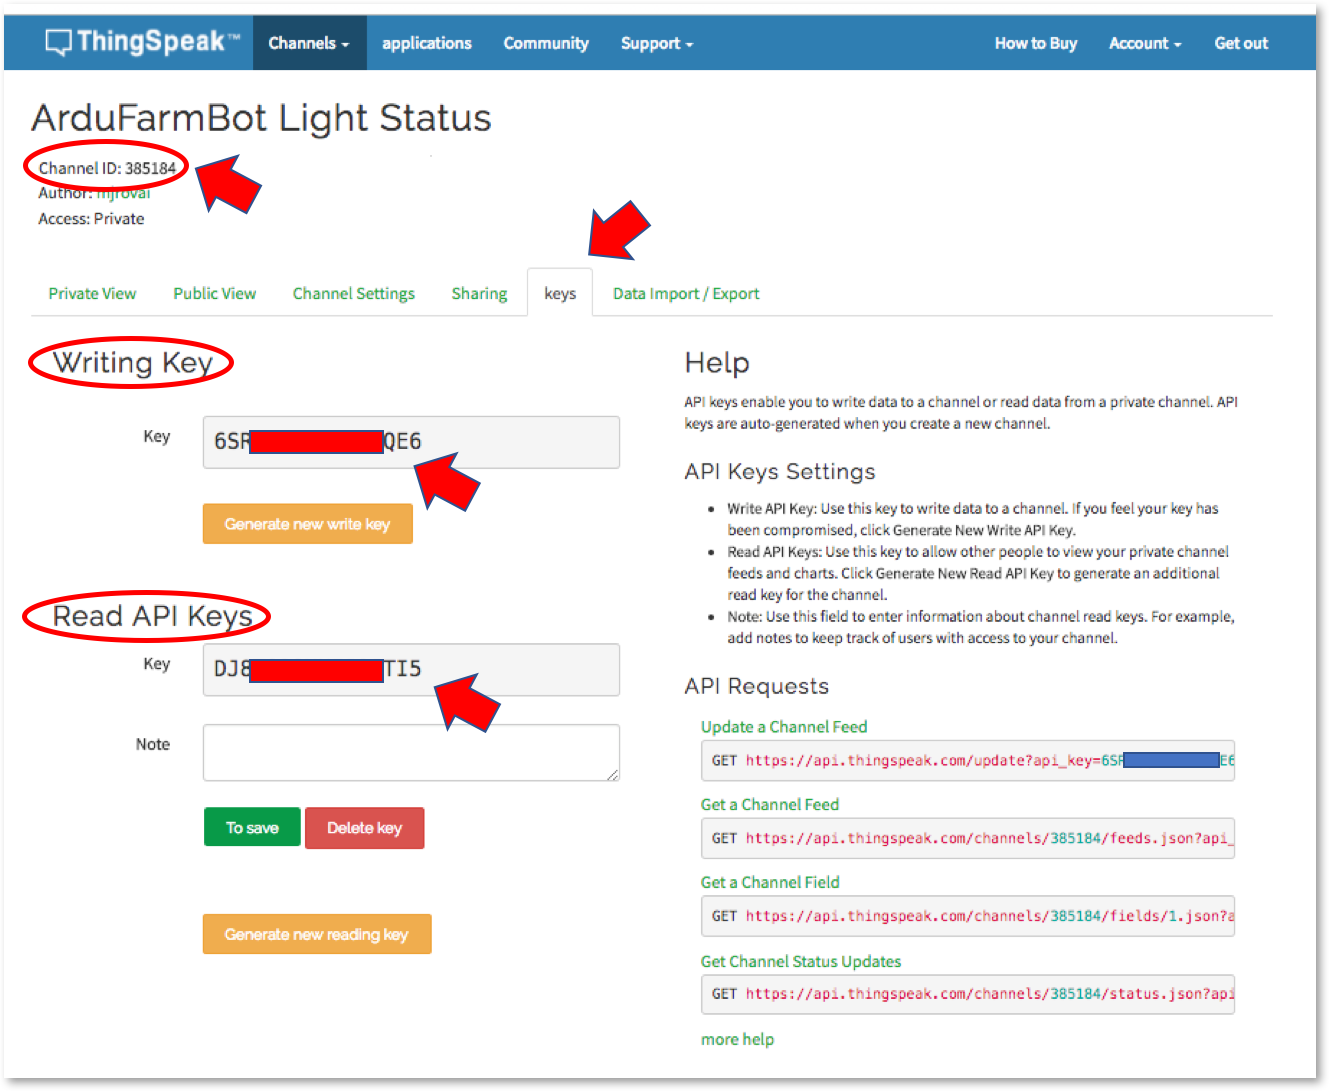 ThingSpeak™ Channels applications Community Support How to Buy Account Get out
ArduFarmBot Light Status
Channel ID: 385184
Author: mjrovai
Access: Private
Private View Public View Channel Settings Sharing keys Data Import / Export
Writing Key
Key 6SR QE6
Generate new write key
Read API Keys
Key DJ8 TI5
Note
To save Delete key
Generate new reading key
Help
API keys enable you to write data to a channel or read data from a private channel. API
keys are auto-generated when you create a new channel.
API Keys Settings
• Write API Key: Use this key to write data to a channel. If you feel your key has
been compromised, click Generate New Write API Key.
• Read API Keys: Use this key to allow other people to view your private channel
feeds and charts. Click Generate New Read API Key to generate an additional
read key for the channel.
• Note: Use this field to enter information about channel read keys. For example,
add notes to keep track of users with access to your channel.
API Requests
Update a Channel Feed
GET https://api.thingspeak.com/update?api_key=6SR E6
Get a Channel Feed
GET https://api.thingspeak.com/channels/385184/feeds.json?api_
Get a Channel Field
GET https://api.thingspeak.com/channels/385184/fields/1.json?a
Get Channel Status Updates
GET https://api.thingspeak.com/channels/385184/status.json?api
more help